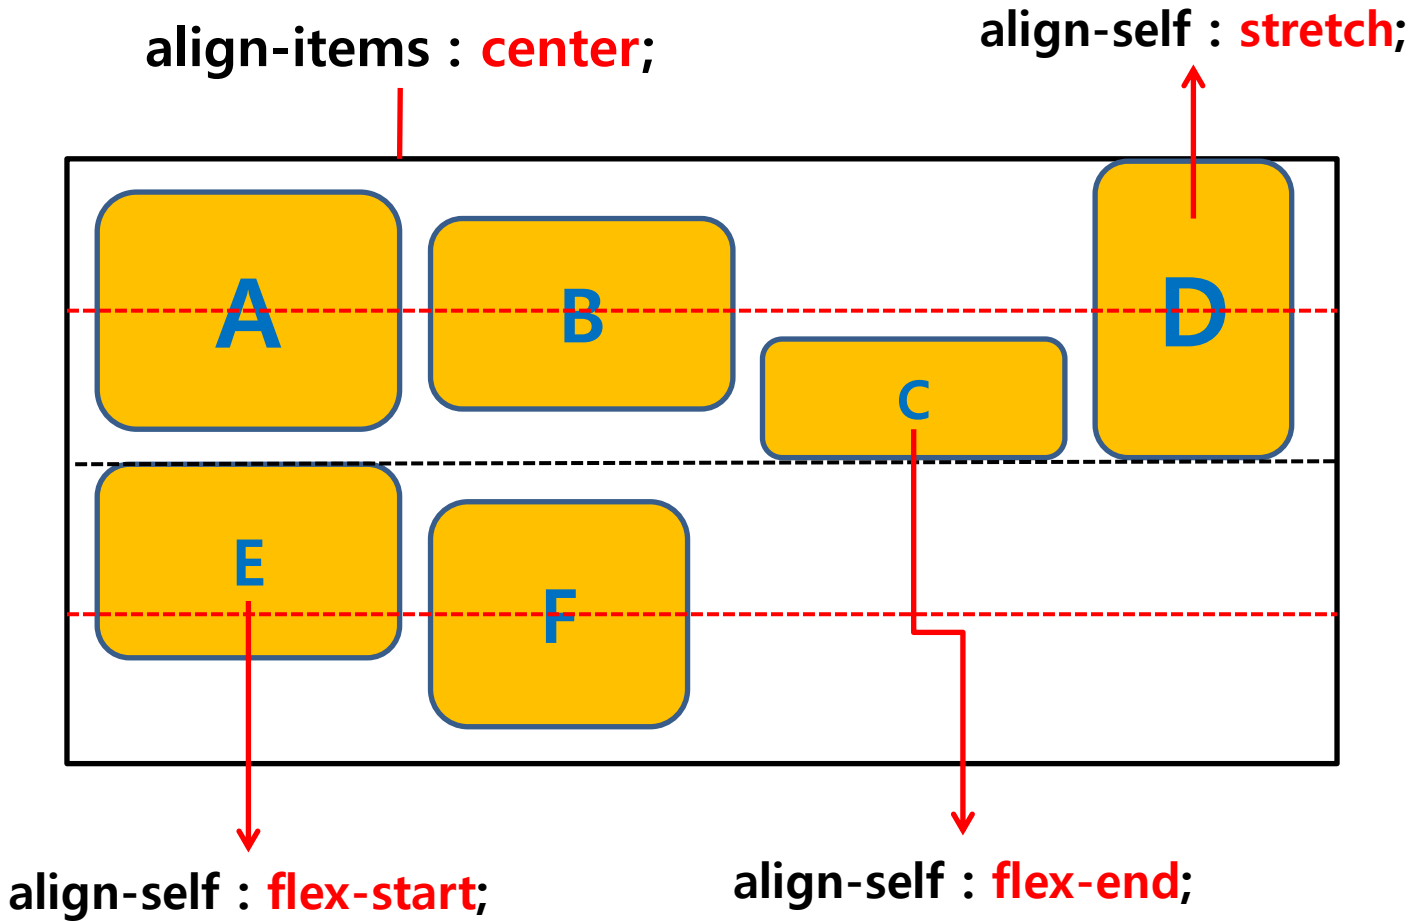 align-items : center;
align-self : stretch;
A
B
C
D
E
F
align-self : flex-start;
align-self : flex-end;